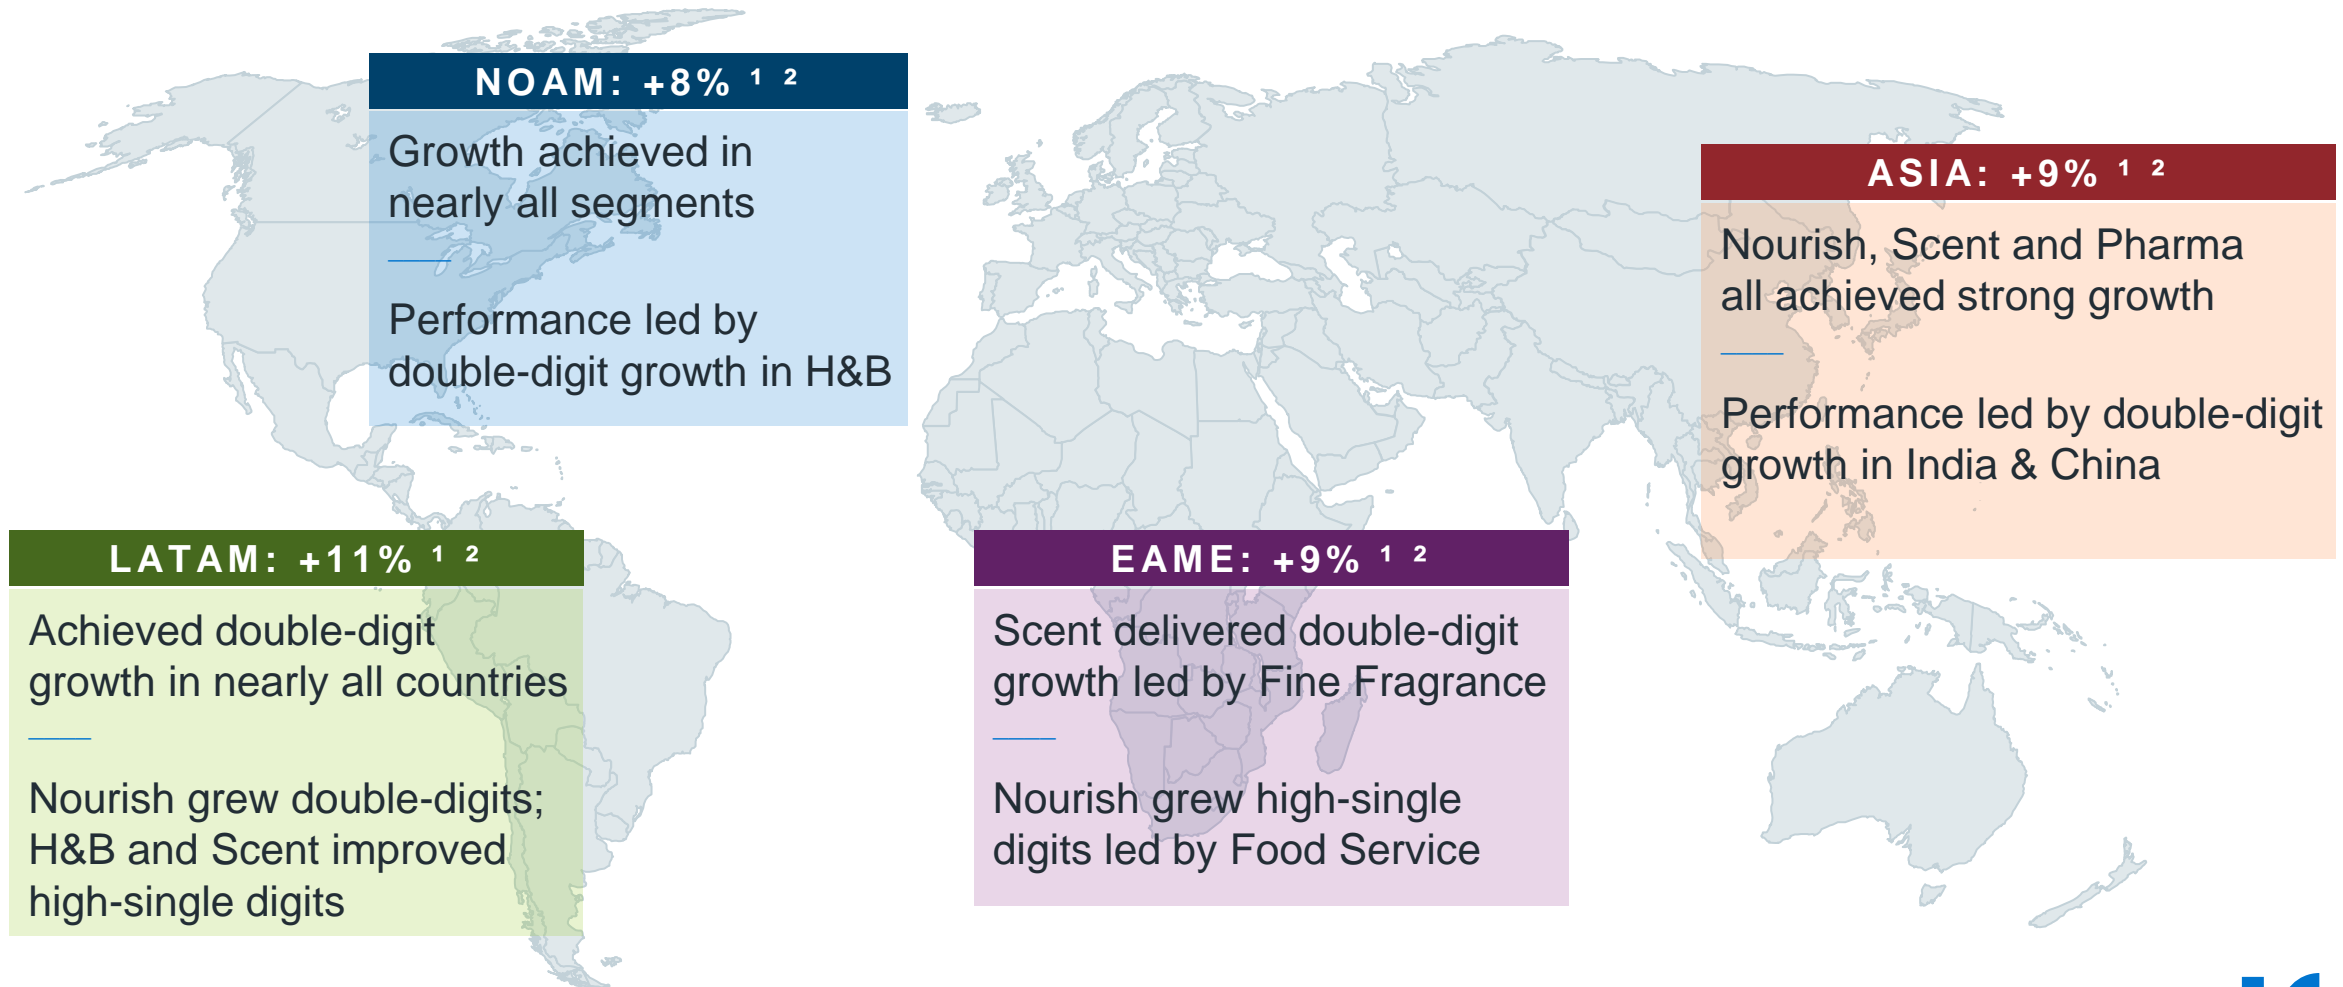 NOAM: +8% ¹ ²
Growth achieved in
nearly all segments
Performance led by
double-digit growth in H&B
ASIA: +9% ¹ ²
Nourish, Scent and Pharma
all achieved strong growth
Performance led by double-digit
growth in India & China
LATAM: +11% ¹ ²
Achieved double-digit
growth in nearly all countries
Nourish grew double-digits;
H&B and Scent improved
high-single digits
EAME: +9% ¹ ²
Scent delivered double-digit
growth led by Fine Fragrance
Nourish grew high-single
digits led by Food Service